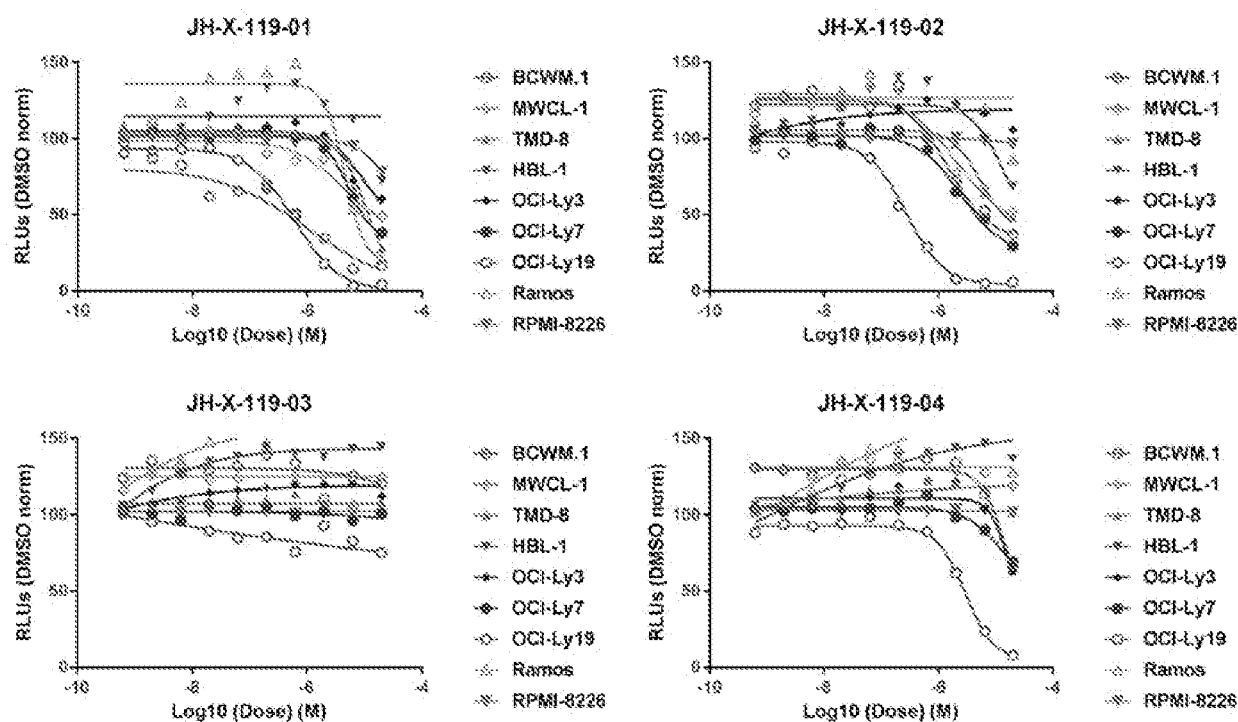 JH-X-119-01
150
100
50
0
-10
-8
-6
-4
RLUs (DMSO norm)
Log10 (Dose) (M)
BCWM.1
MWCL-1
TMD-8
HBL-1
OCI-Ly3
OCI-Ly7
OCI-Ly19
Ramos
RPMI-8226
JH-X-119-02
150
100
50
0
-10
-8
-6
-4
RLUs (DMSO norm)
Log10 (Dose) (M)
BCWM.1
MWCL-1
TMD-8
HBL-1
OCI-Ly3
OCI-Ly7
OCI-Ly19
Ramos
RPMI-8226
JH-X-119-03
150
100
50
0
-10
-8
-6
-4
RLUs (DMSO norm)
Log10 (Dose) (M)
BCWM.1
MWCL-1
TMD-8
HBL-1
OCI-Ly3
OCI-Ly7
OCI-Ly19
Ramos
RPMI-8226
JH-X-119-04
150
100
50
0
-10
-8
-6
-4
RLUs (DMSO norm)
Log10 (Dose) (M)
BCWM.1
MWCL-1
TMD-8
HBL-1
OCI-Ly3
OCI-Ly7
OCI-Ly19
Ramos
RPMI-8226